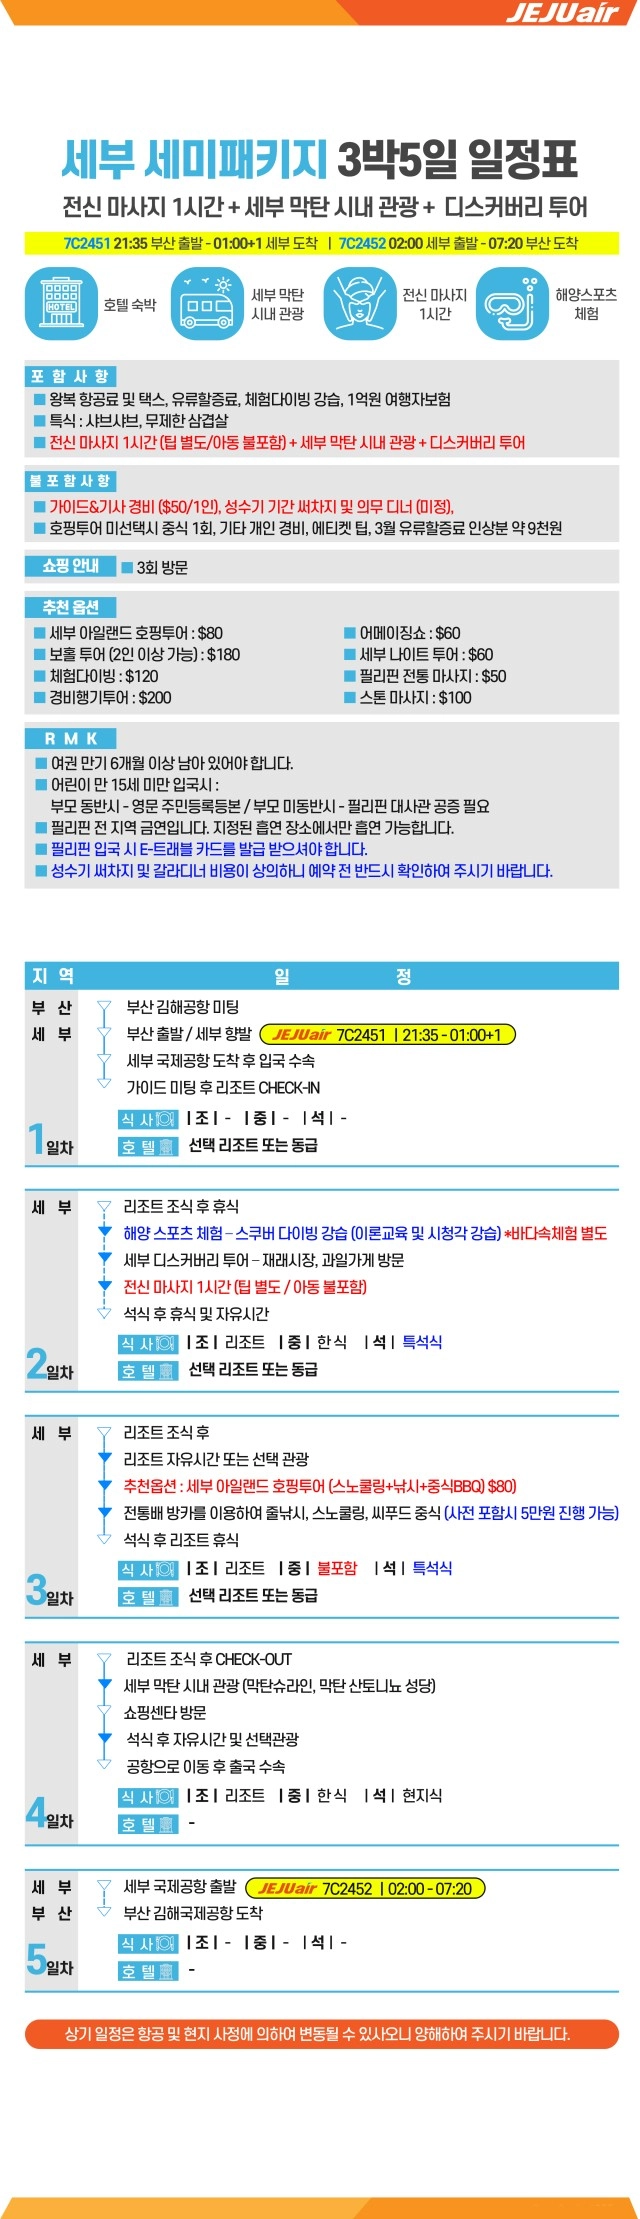 JEJUair
세부 세미패키지 3박5일 일정표
전신 마사지 1시간 + 세부 막탄 시내 관광 + 디스커버리 투어
7C2451 21:35 부산 출발 - 01:00+1 세부 도착 | 7C2452 02:00 세부 출발 - 07:20 부산 도착
HOTEL
호텔 숙박
세부 막탄
시내 관광
전신 마사지
1시간
해양스포츠
체험
포 함 사 항
왕복 항공료 및 택스, 유류할증료, 체험다이빙 강습, 1억원 여행자보험
특식 : 샤브샤브, 무제한 삼겹살
전신 마사지 1시간 (팁 별도/아동 불포함) + 세부 막탄 시내 관광 + 디스커버리 투어
불 포 함 사 항
가이드&기사 경비 ($50/1인), 성수기 기간 써차지 및 의무 디너 (미정),
호핑투어 미선택시 중식 1회, 기타 개인 경비, 에티켓 팁, 3월 유류할증료 인상분 약 9천원
쇼핑 안내
3회 방문
추천 옵션
세부 아일랜드 호핑투어 : $80
어메이징쇼 : $60
보홀 투어 (2인 이상 가능) : $180
세부 나이트 투어 : $60
체험다이빙 : $120
필리핀 전통 마사지 : $50
경비행기투어 : $200
스톤 마사지 : $100
R M K
여권 만기 6개월 이상 남아 있어야 합니다.
어린이 만 15세 미만 입국시 :
부모 동반시 - 영문 주민등록등본 / 부모 미동반시 - 필리핀 대사관 공증 필요
필리핀 전 지역 금연입니다. 지정된 흡연 장소에서만 흡연 가능합니다.
필리핀 입국 시 E-트래블 카드를 발급 받으셔야 합니다.
성수기 써차지 및 갈라디너 비용이 상의하니 예약 전 반드시 확인하여 주시기 바랍니다.
지 역 일 정
부 산 부산 김해공항 미팅
세 부 부산 출발 / 세부 향발 JEJUair 7C2451 | 21:35 - 01:00+1
세부 국제공항 도착 후 입국 수속
가이드 미팅 후 리조트 CHECK-IN
식 사 | 조 | - | 중 | - | 석 | -
1일차
호 텔 선택 리조트 또는 동급
세 부 리조트 조식 후 휴식
해양 스포츠 체험 – 스쿠버 다이빙 강습 (이론교육 및 시청각 강습) *바다속체험 별도
세부 디스커버리 투어 – 재래시장, 과일가게 방문
전신 마사지 1시간 (팁 별도 / 아동 불포함)
석식 후 휴식 및 자유시간
식 사 | 조 | 리조트 | 중 | 한식 | 석 | 특석식
2일차
호 텔 선택 리조트 또는 동급
세 부 리조트 조식 후
리조트 자유시간 또는 선택 관광
추천옵션 : 세부 아일랜드 호핑투어 (스노쿨링+낚시+중식BBQ) $80)
전통배 방카를 이용하여 줄낚시, 스노쿨링, 씨푸드 중식 (사전 포함시 5만원 진행 가능)
석식 후 리조트 휴식
식 사 | 조 | 리조트 | 중 | 불포함 | 석 | 특석식
3일차
호 텔 선택 리조트 또는 동급
세 부 리조트 조식 후 CHECK-OUT
세부 막탄 시내 관광 (막탄슈라인, 막탄 산토니뇨 성당)
쇼핑센타 방문
석식 후 자유시간 및 선택관광
공항으로 이동 후 출국 수속
식 사 | 조 | 리조트 | 중 | 한식 | 석 | 현지식
4일차
호 텔 -
세 부 세부 국제공항 출발 JEJUair 7C2452 | 02:00 - 07:20
부 산 부산 김해국제공항 도착
식 사 | 조 | - | 중 | - | 석 | -
5일차
호 텔 -
상기 일정은 항공 및 현지 사정에 의하여 변동될 수 있사오니 양해하여 주시기 바랍니다.